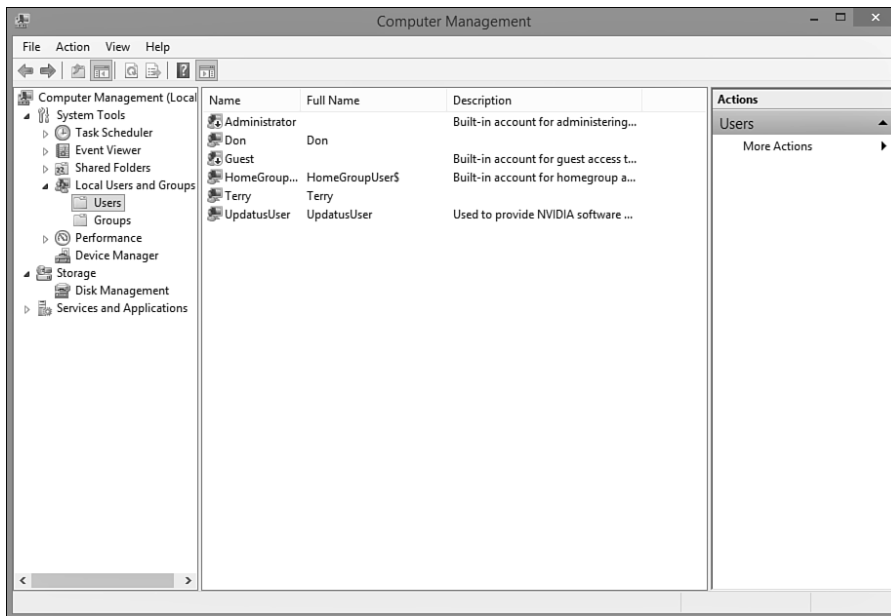 Computer Management
File Action View Help
Computer Management (Local
System Tools
Task Scheduler
Event Viewer
Shared Folders
Local Users and Groups
Users
Groups
Performance
Device Manager
Storage
Disk Management
Services and Applications
Name Full Name Description
Administrator Built-in account for administering...
Don Don
Guest Built-in account for guest access t...
HomeGroup... HomeGroupUser$ Built-in account for homegroup a...
Terry Terry
UpdatusUser UpdatusUser Used to provide NVIDIA software ...
Actions
Users
More Actions